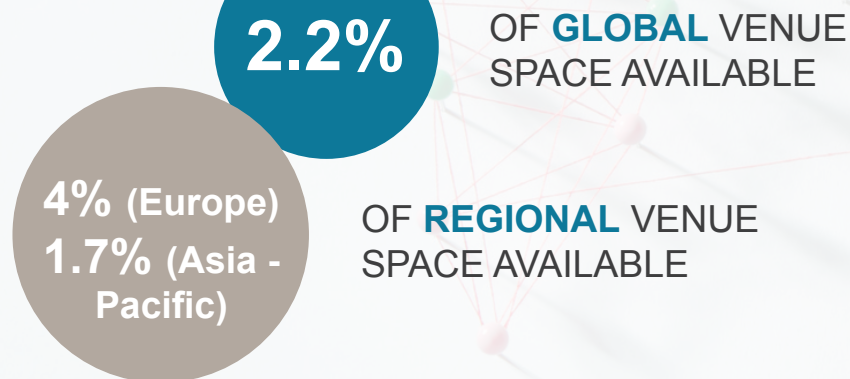 2.2%
OF GLOBAL VENUE
SPACE AVAILABLE
4% (Europe)
1.7% (Asia -
Pacific)
OF REGIONAL VENUE
SPACE AVAILABLE